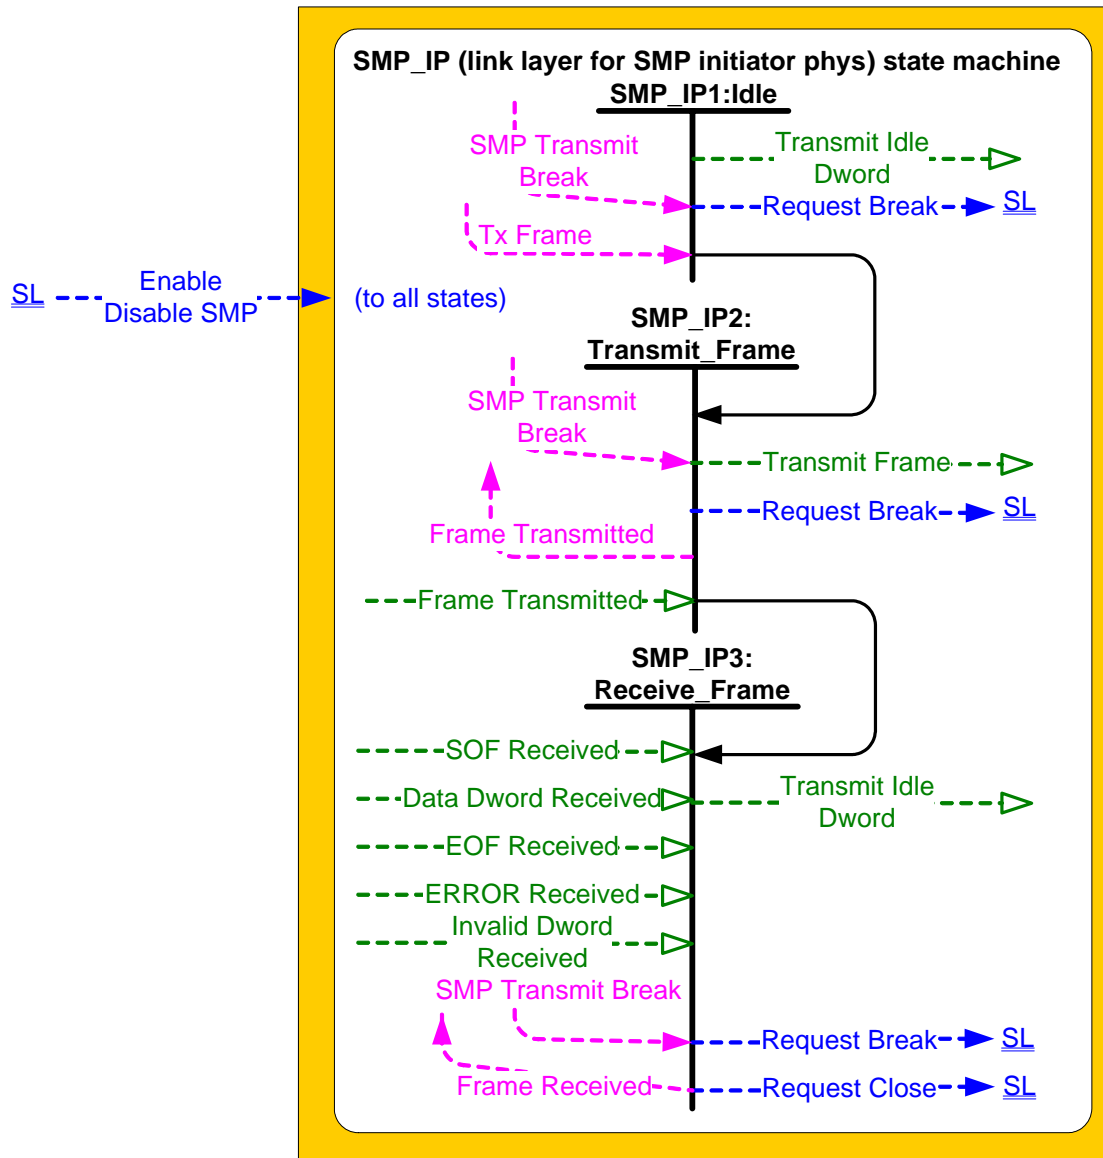 SMP_IP (link layer for SMP initiator phys) state machine
SMP_IP1:Idle
SMP Transmit
Break
Transmit Idle
Dword
Request Break
SL
Tx Frame
SL
Enable
Disable SMP
(to all states)
SMP_IP2:
Transmit_Frame
SMP Transmit
Break
Transmit Frame
Request Break
SL
Frame Transmitted
Frame Transmitted
SMP_IP3:
Receive_Frame
SOF Received
Data Dword Received
Transmit Idle
Dword
EOF Received
ERROR Received
Invalid Dword
Received
SMP Transmit Break
Request Break
SL
Frame Received
Request Close
SL